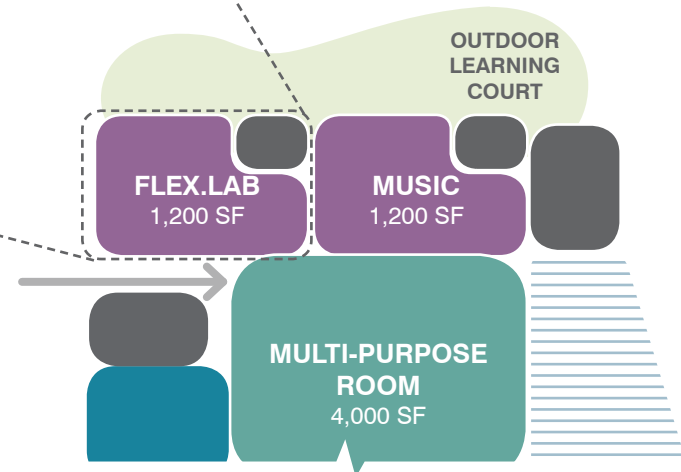 OUTDOOR
LEARNING
COURT
FLEX.LAB
1,200 SF
MUSIC
1,200 SF
MULTI-PURPOSE
ROOM
4,000 SF